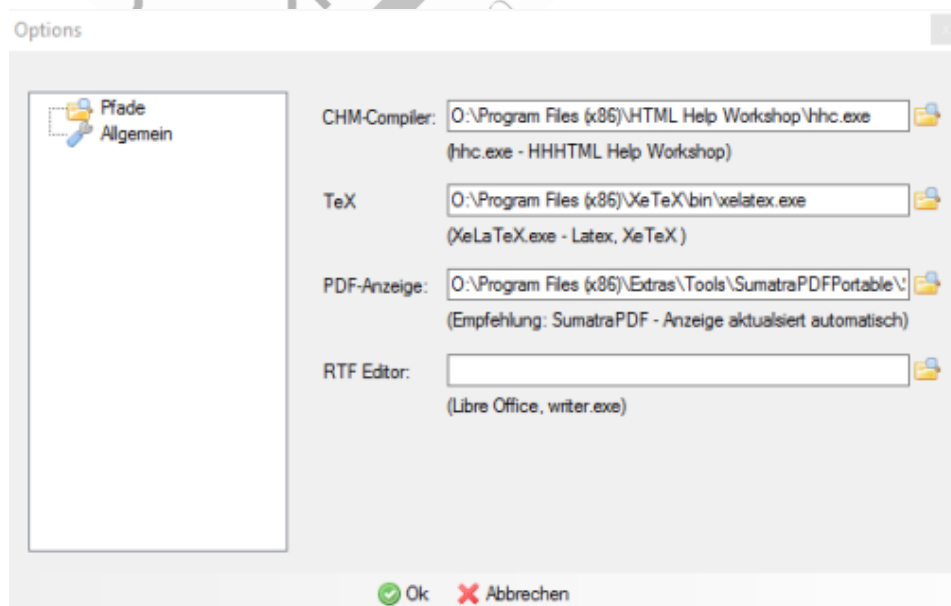 Options
Pfade
Allgemein
CHM-Compiler: O:\Program Files (x86)\HTML Help Workshop\hhc.exe
(hhc.exe - HHHTML Help Workshop)
TeX O:\Program Files (x86)\XeTeX\bin\xelatex.exe
(XeLaTeX.exe - Latex, XeTeX )
PDF-Anzeige: O:\Program Files (x86)\Extras\Tools\SumatraPDFPortable\
(Empfehlung: SumatraPDF - Anzeige aktualsiert automatisch)
RTF Editor:
(Libre Office, writer.exe)
Ok Abbrechen